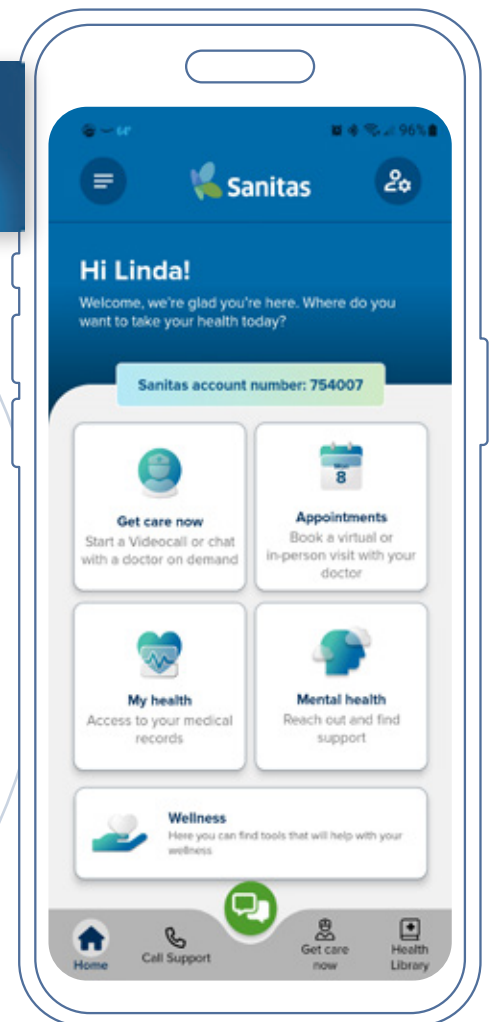 64°
96%
Sanitas
Hi Linda!
Welcome, we're glad you're here. Where do you
want to take your health today?
Sanitas account number: 754007
8
Get care now
Start a Videocall or chat
with a doctor on demand
Appointments
Book a virtual or
in-person visit with your
doctor
My health
Access to your medical
records
Mental health
Reach out and find
support
Wellness
Here you can find tools that will help with your
wellness
Home
Call Support
Get care
now
Health
Library